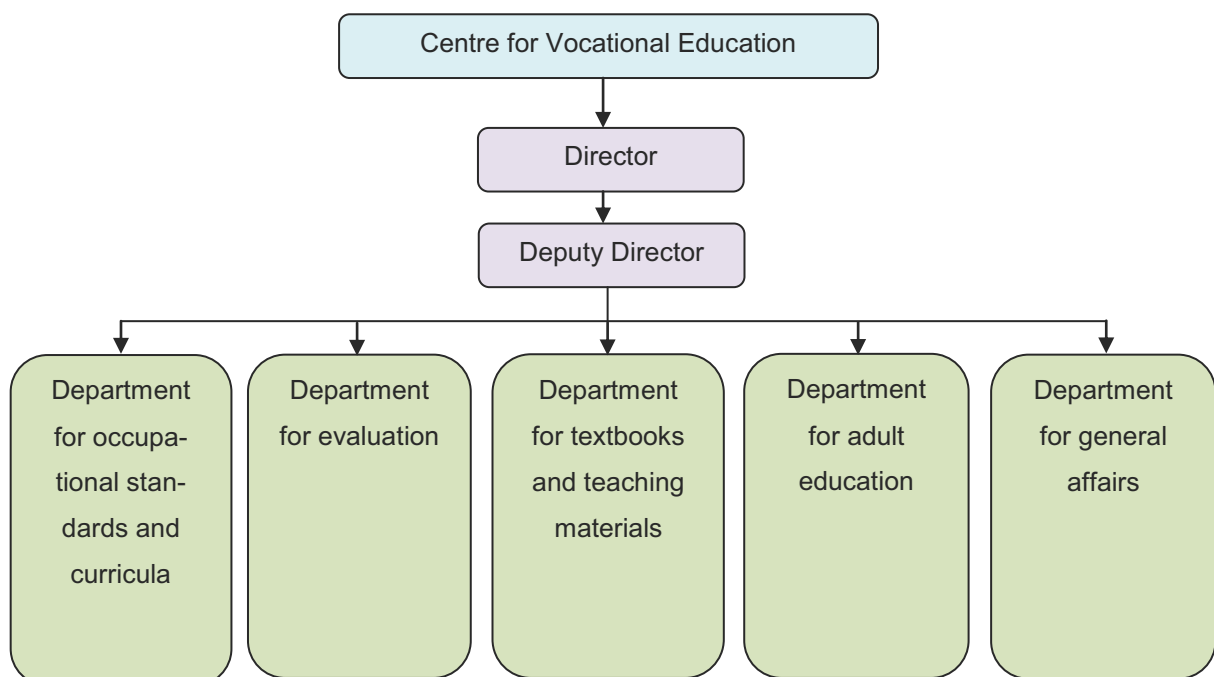 Centre for Vocational Education
Director
Deputy Director
Department
for occupa-
tional stan-
dards and
curricula
Department
for evaluation
Department
for textbooks
and teaching
materials
Department
for adult
education
Department
for general
affairs